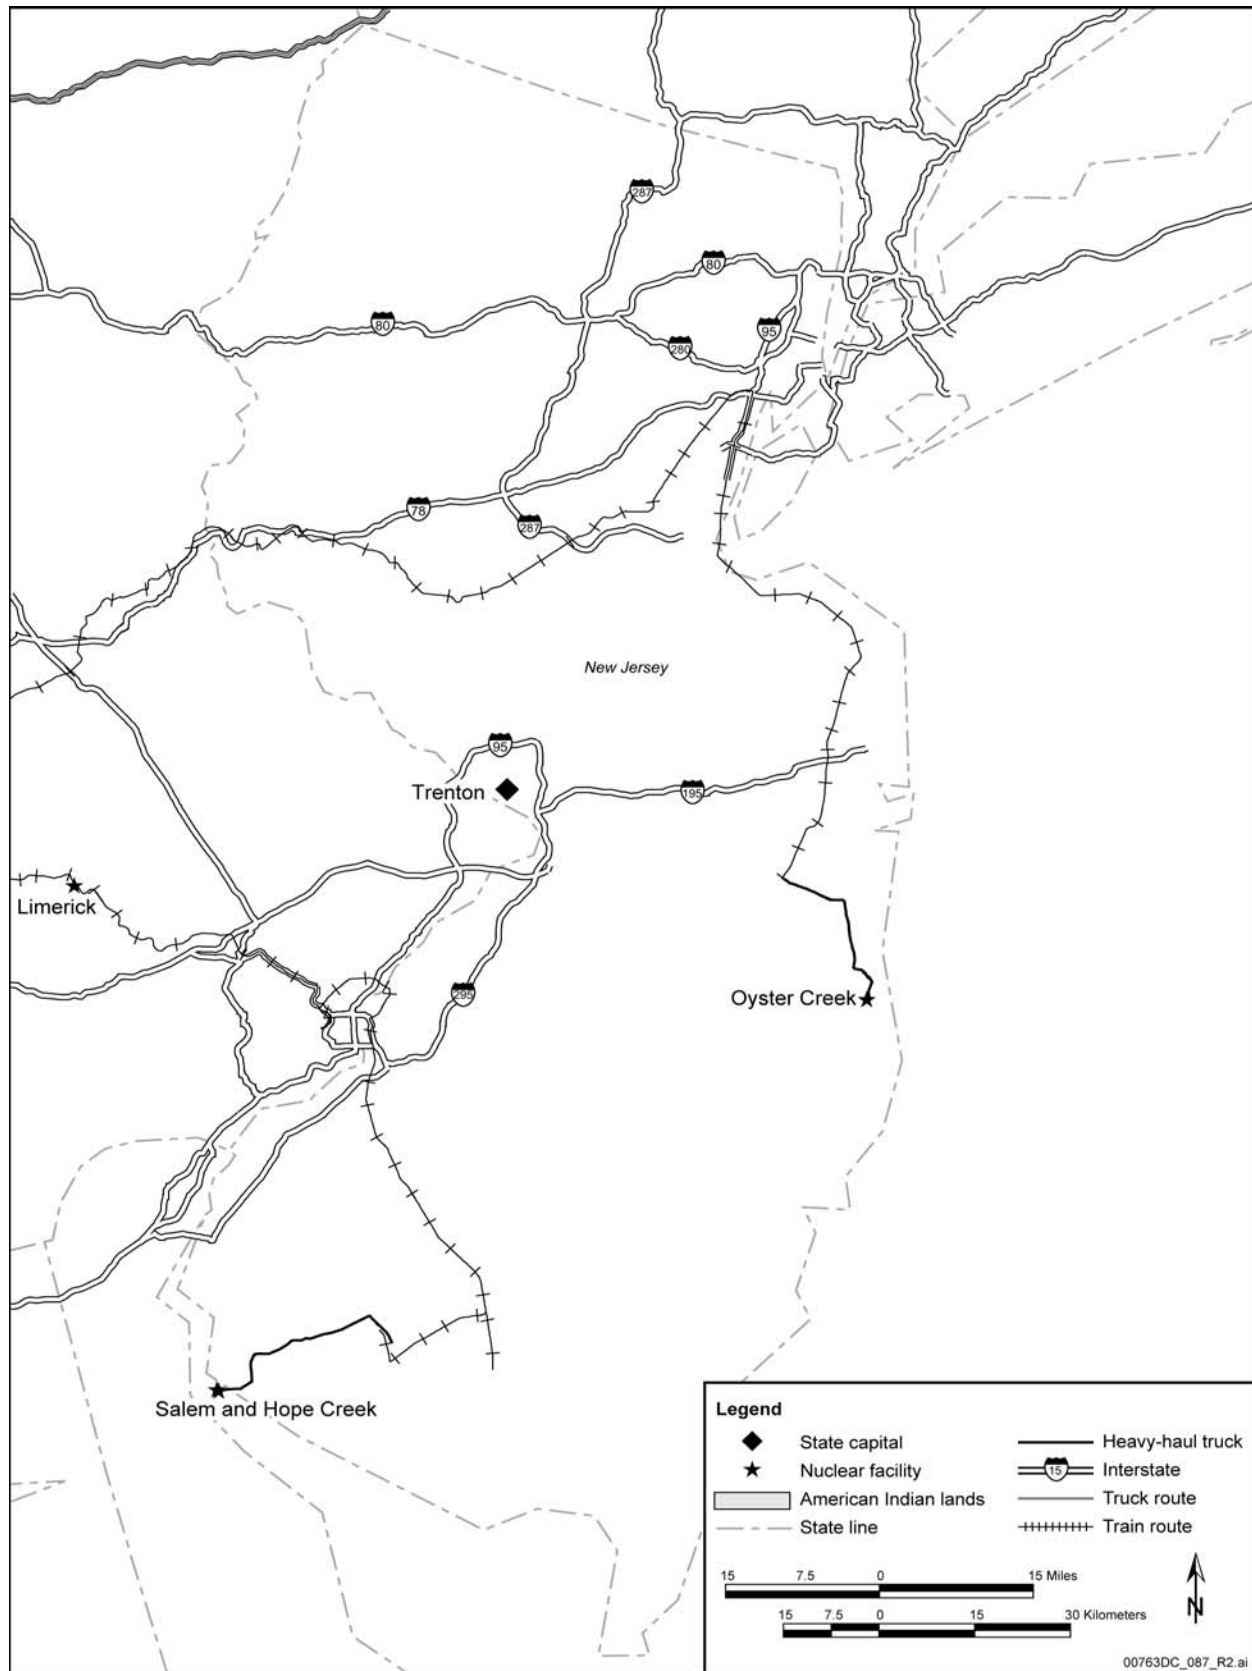 287
80
80
95
280
78
287
New Jersey
95
Trenton
195
Limerick
295
Oyster Creek
Salem and Hope Creek
Legend
State capital
Nuclear facility
American Indian lands
State line
Heavy-haul truck
15 Interstate
Truck route
Train route
15 7.5 0 15 Miles
15 7.5 0 15 30 Kilometers
N
00763DC_087_R2.ai